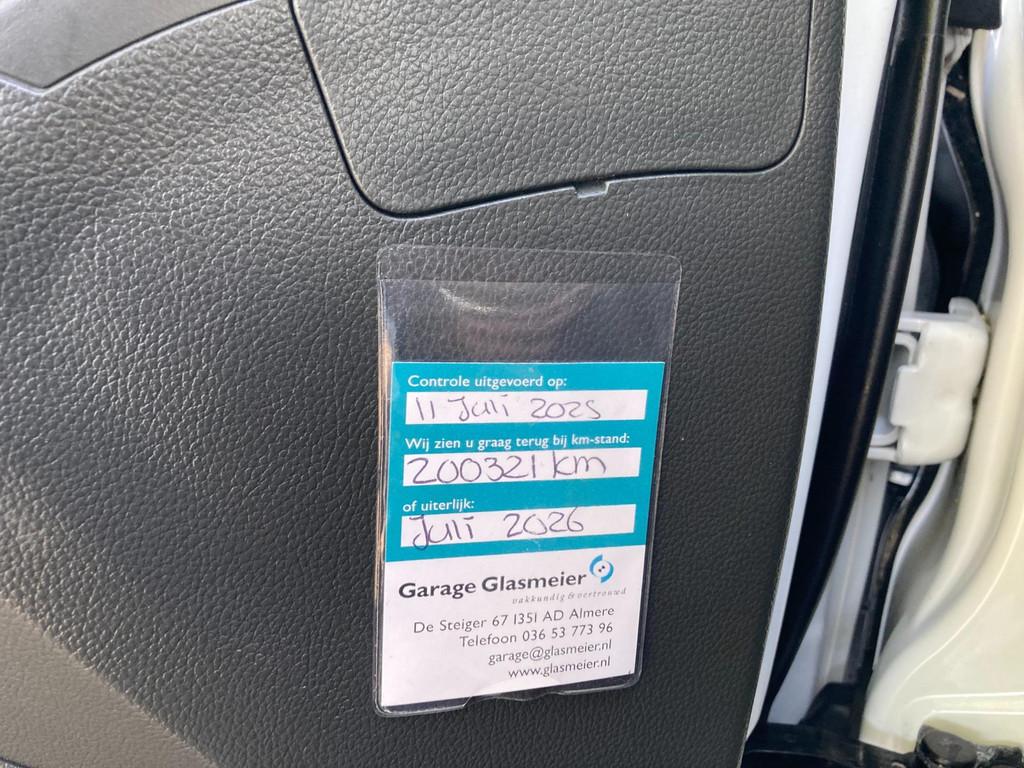 Controle uitgevoerd op:
11 Juli 2025
Wij zien u graag terug bij km-stand:
200321 km
of uiterlijk:
Juli 2026
Garage Glasmeier
vakkundig & vertrouwd
De Steiger 67 1351 AD Almere
Telefoon 036 53 773 96
garage@glasmeier.nl
www.glasmeier.nl